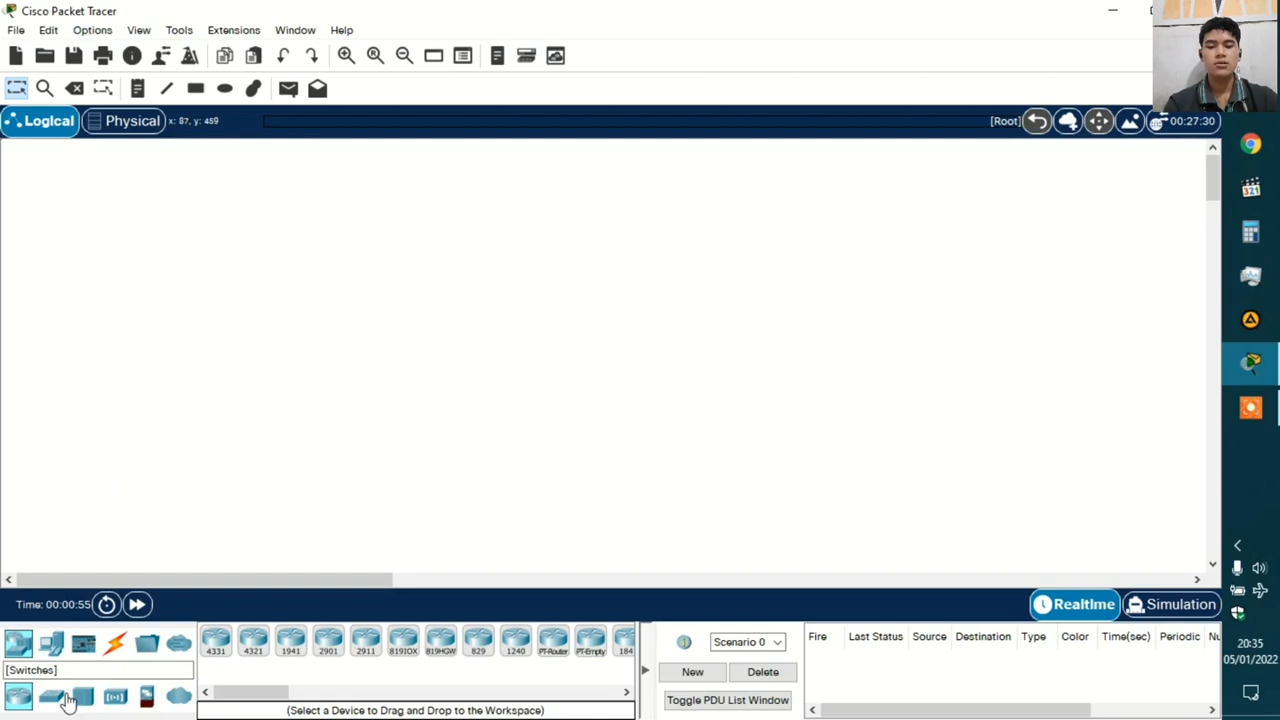 Cisco Packet Tracer
File Edit Options View Tools Extensions Window Help
Logical Physical x: 87, y: 459 [Root] 00:27:30
Time: 00:00:55 Realtime Simulation
[Switches]
4331 4321 1941 2901 2911 819IOX 819HGW 829 1240 PT-Router PT-Empty 184
(Select a Device to Drag and Drop to the Workspace)
Scenario 0
New Delete
Toggle PDU List Window
Fire Last Status Source Destination Type Color Time(sec) Periodic Nu
321
20:35
05/01/2022